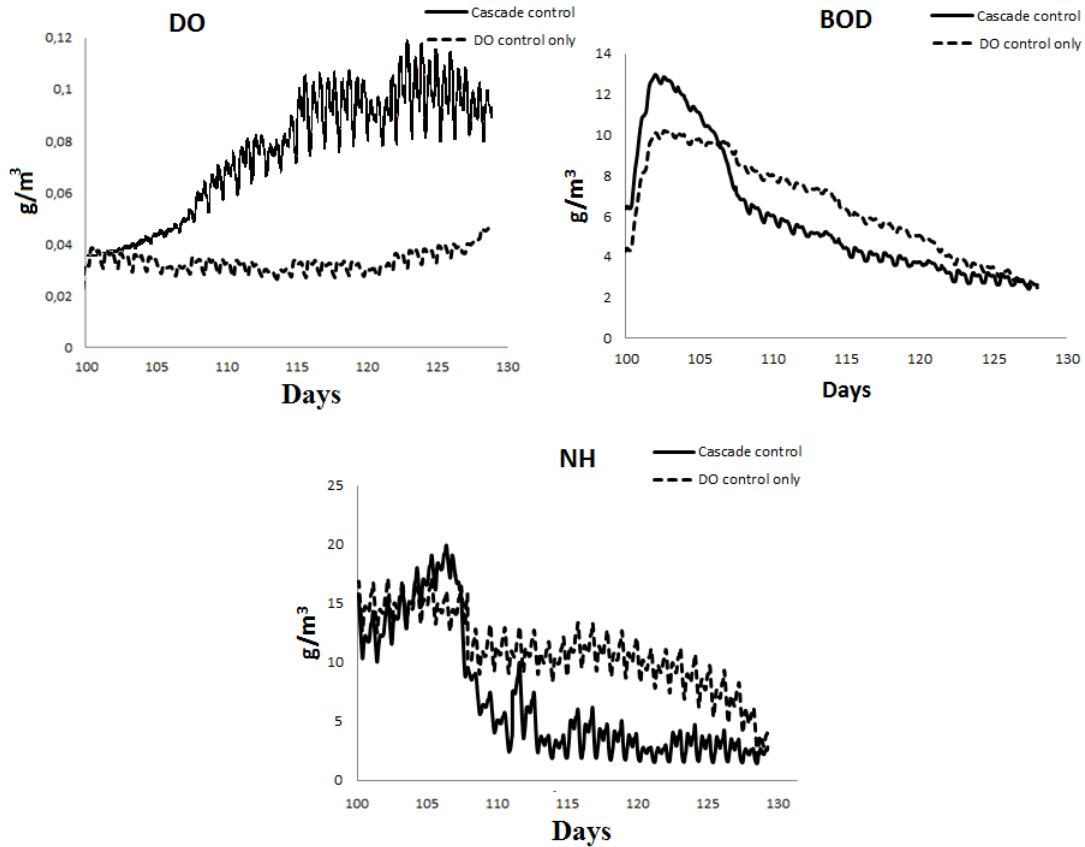 DO
Cascade control
DO control only
0,12
0,1
0,08
0,06
0,04
0,02
0
g/m³
100 105 110 115 120 125 130
Days
BOD
Cascade control
DO control only
14
12
10
8
6
4
2
0
g/m³
100 105 110 115 120 125 130
Days
NH
Cascade control
DO control only
25
20
15
10
5
0
g/m³
100 105 110 115 120 125 130
Days